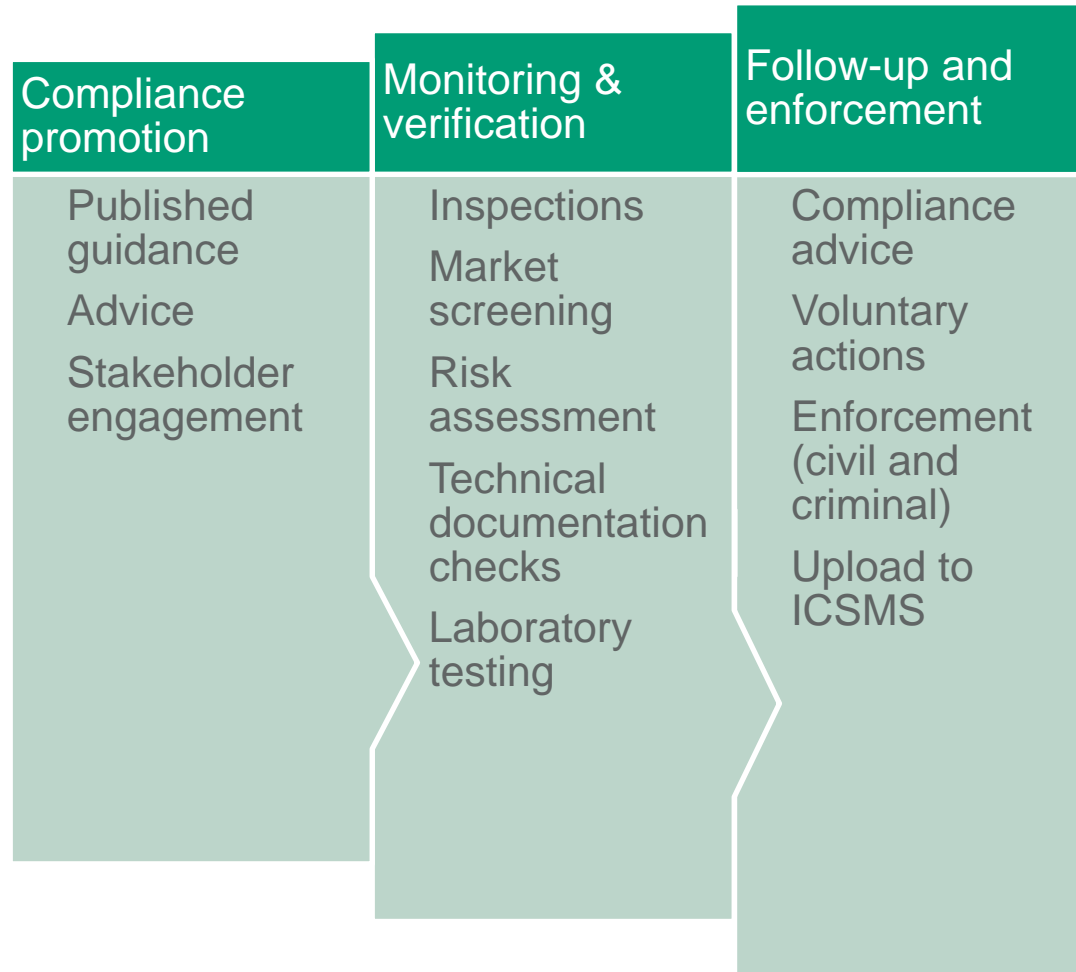 Compliance
promotion
Published
guidance
Advice
Stakeholder
engagement
Monitoring &
verification
Inspections
Market
screening
Risk
assessment
Technical
documentation
checks
Laboratory
testing
Follow-up and
enforcement
Compliance
advice
Voluntary
actions
Enforcement
(civil and
criminal)
Upload to
ICSMS